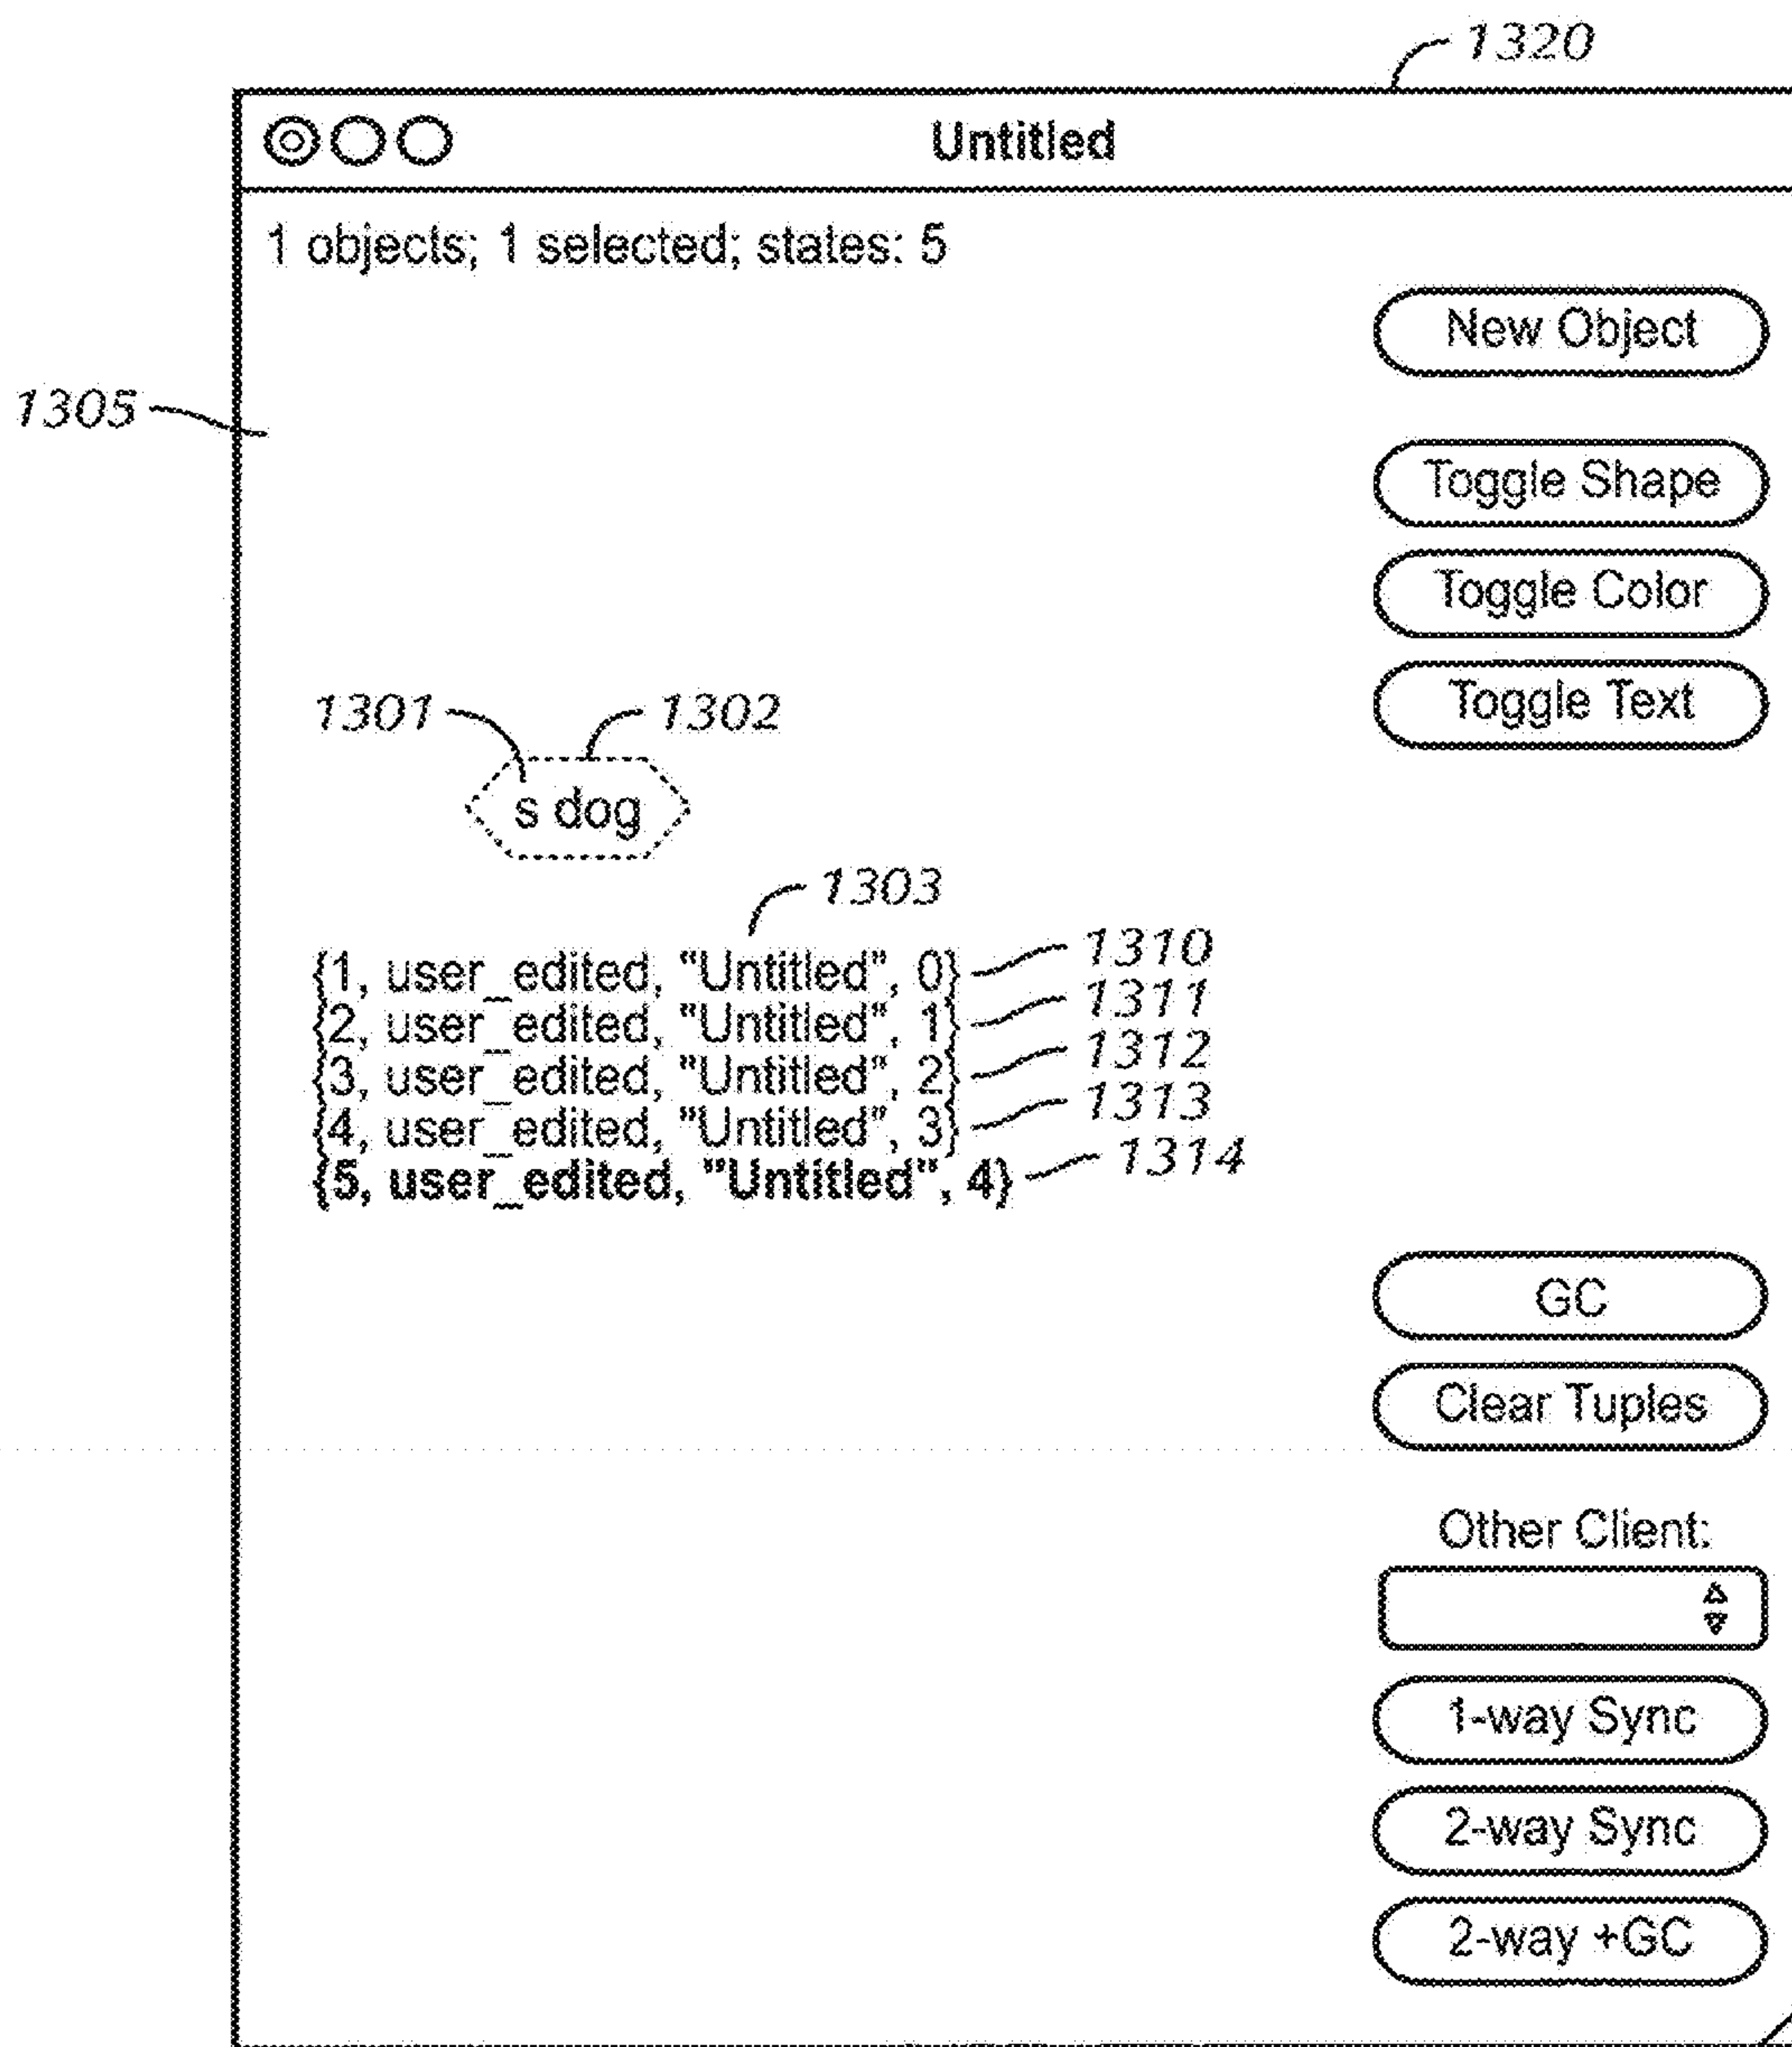 1320
Untitled
1 objects; 1 selected; states: 5
New Object
1305
Toggle Shape
Toggle Color
1301 1302 Toggle Text
s dog
1303
{1, user_edited, "Untitled", 0} 1310
{2, user_edited, "Untitled", 1} 1311
{3, user_edited, "Untitled", 2} 1312
{4, user_edited, "Untitled", 3} 1313
{5, user_edited, "Untitled", 4} 1314
GC
Clear Tuples
Other Client:
1-way Sync
2-way Sync
2-way +GC